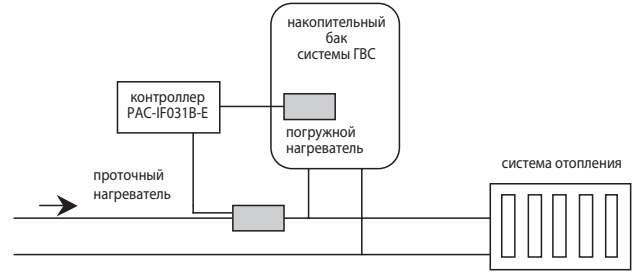 накопительный
бак
системы ГВС
контроллер
PAC-IF031B-E
погружной
нагреватель
проточный
нагреватель
система отопления